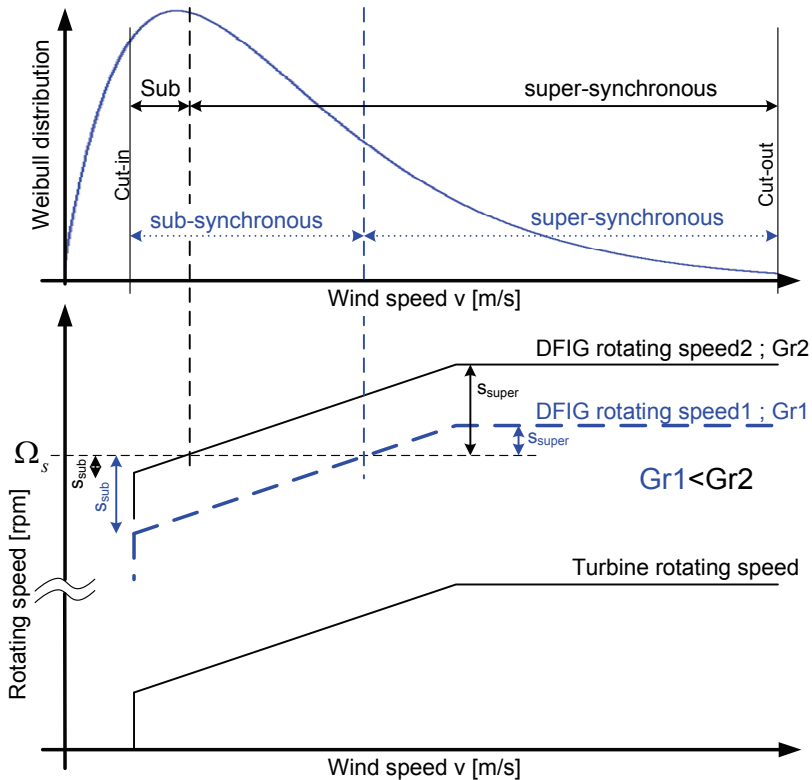 Weibull distribution
Cut-in
Sub
super-synchronous
Cut-out
sub-synchronous
super-synchronous
Wind speed v [m/s]
Rotating speed [rpm]
DFIG rotating speed2 ; Gr2
s_super
DFIG rotating speed1 ; Gr1
s_super
Ω_s
s_sub
s_sub
Gr1<Gr2
Turbine rotating speed
Wind speed v [m/s]